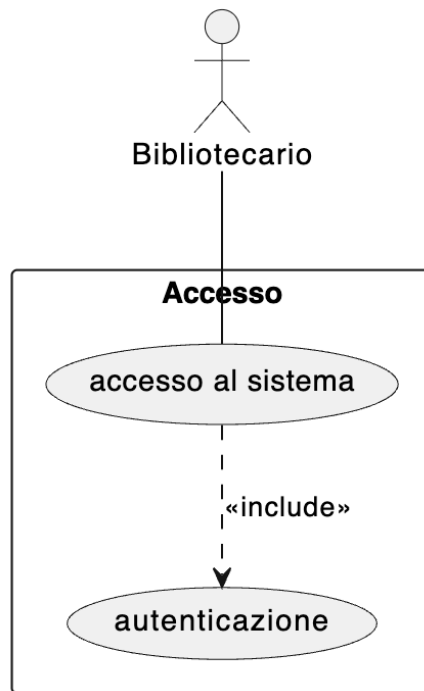 Bibliotecario
Accesso
accesso al sistema
«include»
autenticazione